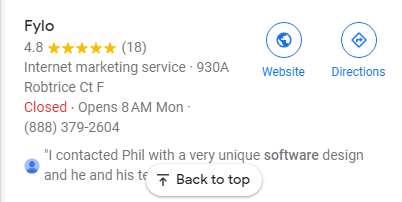 Fylo
4.8 ★★★★★ (18)
Internet marketing service · 930A
Robtrice Ct F
Closed · Opens 8 AM Mon ·
(888) 379-2604
Website
Directions
"I contacted Phil with a very unique software design
and he and his te
Back to top